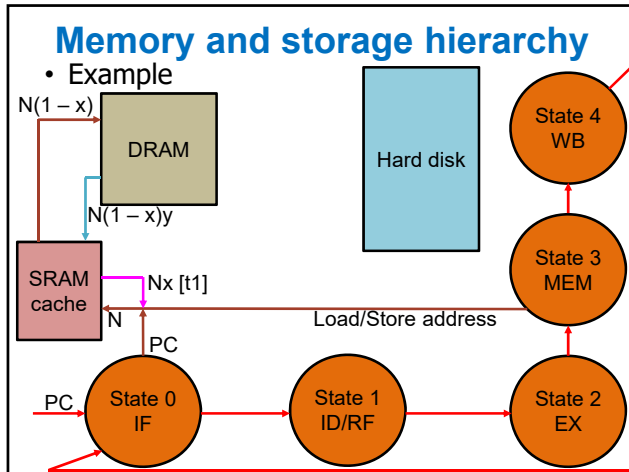 Memory and storage hierarchy
• Example
N(1 – x)
DRAM
N(1 – x)y
SRAM
cache
Nx [t1]
N
Load/Store address
PC
Hard disk
State 4
WB
State 3
MEM
PC
State 0
IF
State 1
ID/RF
State 2
EX